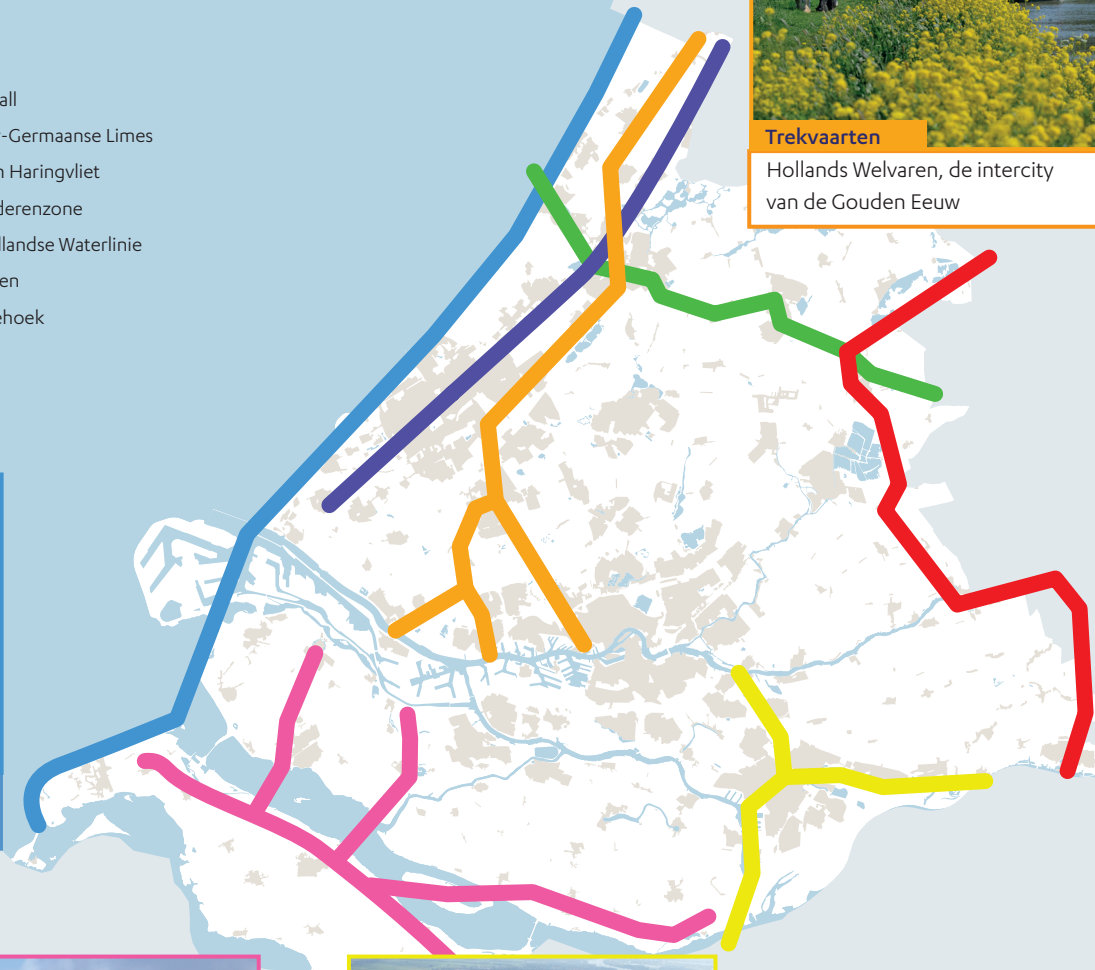 all
-Germaanse Limes
n Haringvliet
derenzone
llandse Waterlinie
en
ehoek
Trekvaarten
Hollands Welvaren, de intercity
van de Gouden Eeuw